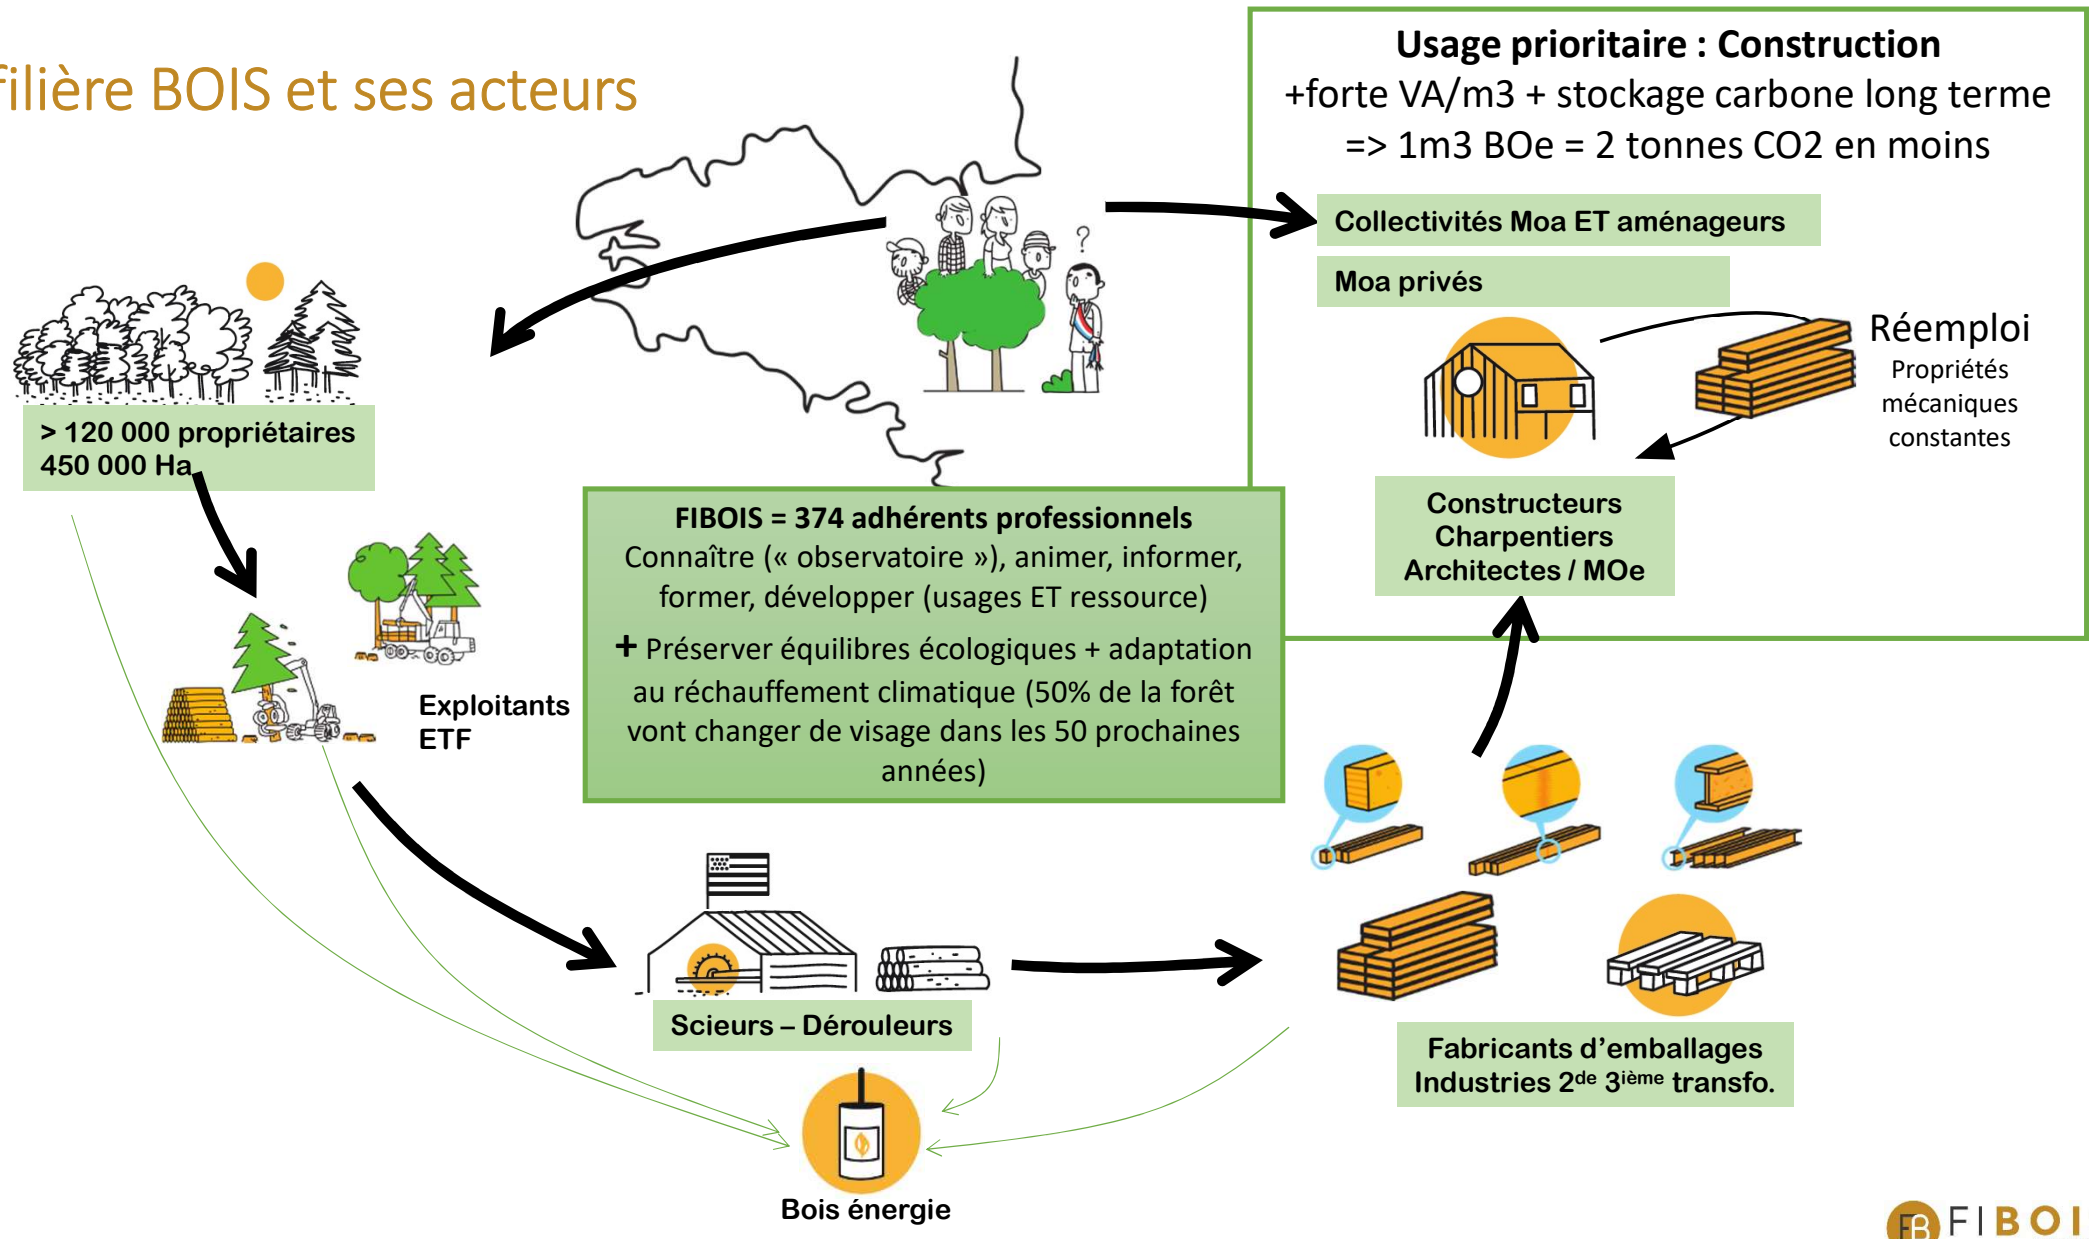 filière BOIS et ses acteurs
Usage prioritaire : Construction
+forte VA/m3 + stockage carbone long terme
=> 1m3 BOe = 2 tonnes CO2 en moins
Collectivités Moa ET aménageurs
Moa privés
Réemploi
Propriétés
mécaniques
constantes
Constructeurs
Charpentiers
Architectes / MOe
?
> 120 000 propriétaires
450 000 Ha
FIBOIS = 374 adhérents professionnels
Connaître (« observatoire »), animer, informer,
former, développer (usages ET ressource)
+ Préserver équilibres écologiques + adaptation
au réchauffement climatique (50% de la forêt
vont changer de visage dans les 50 prochaines
années)
Exploitants
ETF
Scieurs – Dérouleurs
Fabricants d’emballages
Industries 2de 3ième transfo.
Bois énergie
FB FIBOI